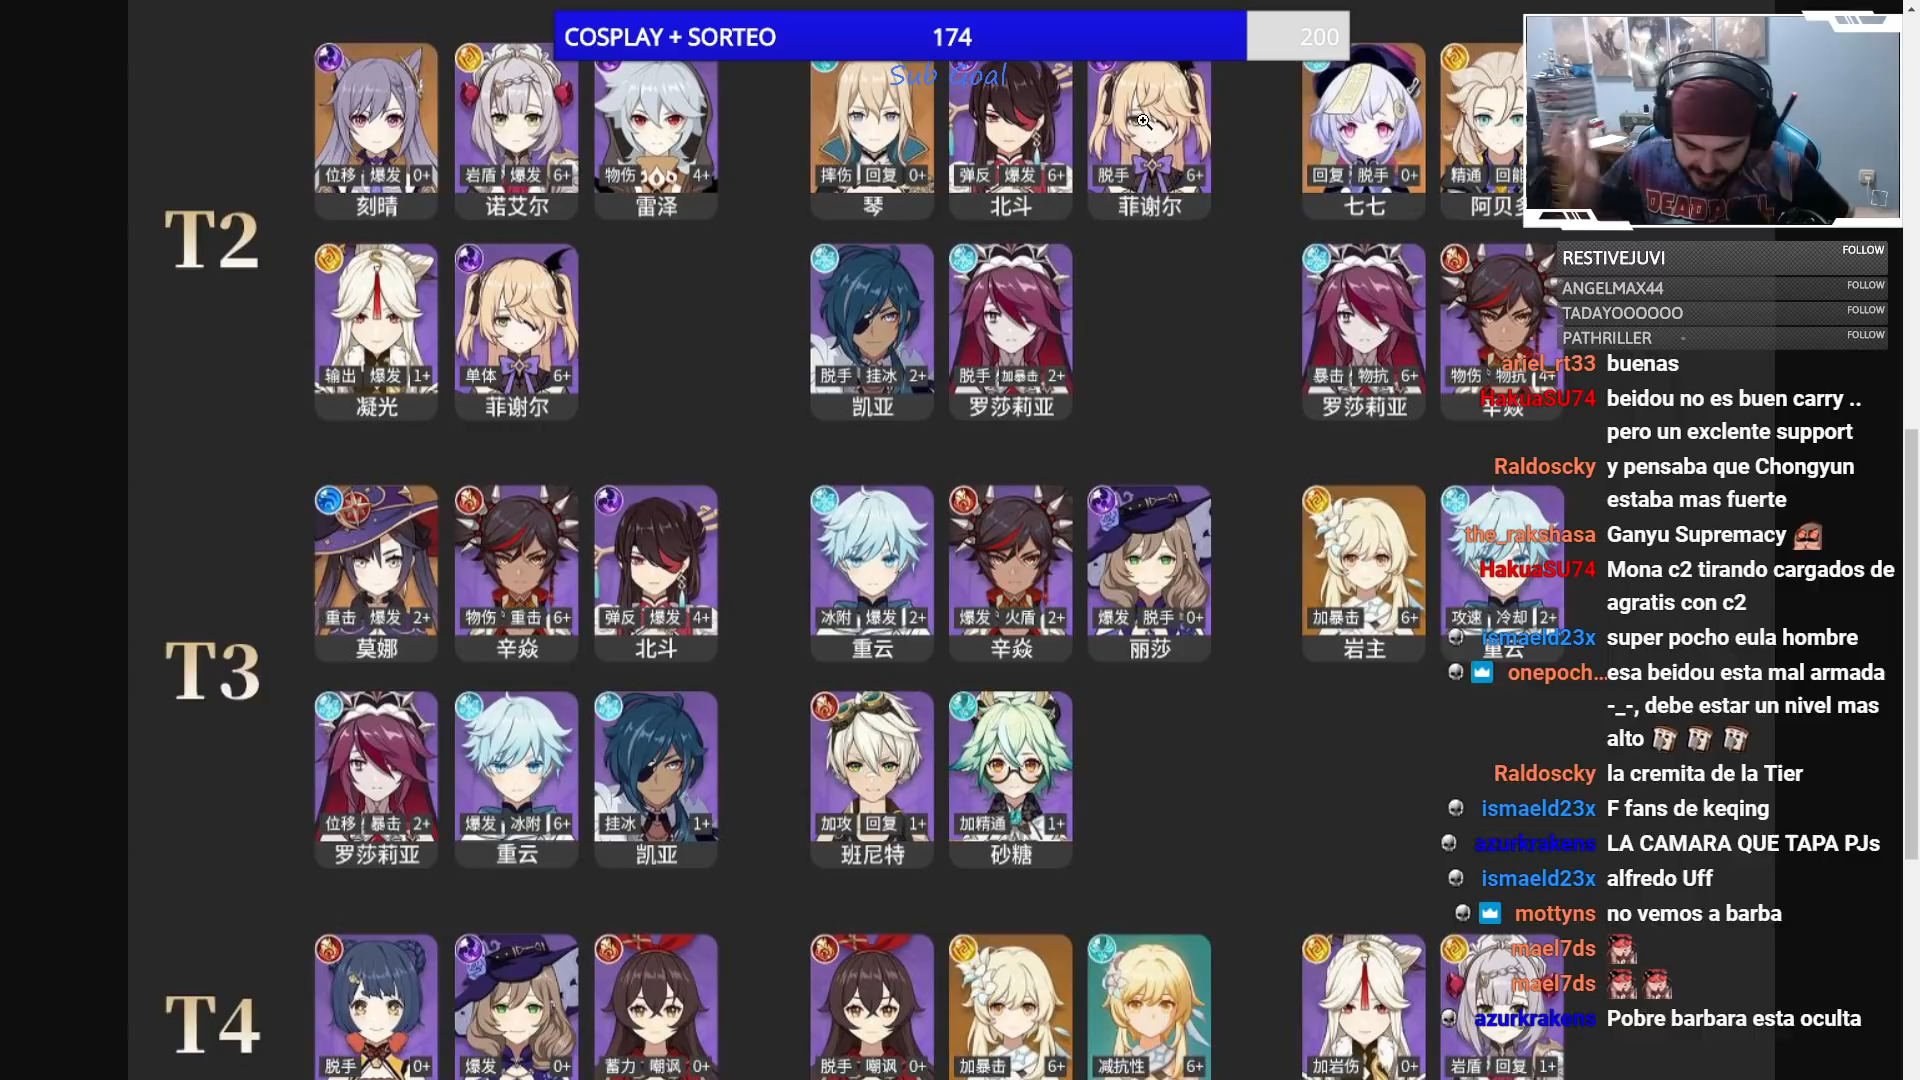 COSPLAY + SORTEO 174 200
Sub Goal
T2
位移 爆发 0+
刻晴
岩盾 爆发 6+
诺艾尔
物伤 4+
雷泽
摔伤 回复 0+
琴
弹反 爆发 6+
北斗
脱手 6+
菲谢尔
回复 脱手 0+
七七
精通 回能
阿贝多
输出 爆发 1+
凝光
单体 6+
菲谢尔
脱手 挂冰 2+
凯亚
脱手 加暴击 2+
罗莎莉亚
暴击 物抗 6+
罗莎莉亚
物伤 物抗 4+
辛焱
T3
重击 爆发 2+
莫娜
物伤 重击 6+
辛焱
弹反 爆发 4+
北斗
冰附 爆发 2+
重云
爆发 火盾 2+
辛焱
爆发 脱手 0+
丽莎
加暴击 6+
岩主
攻速 冷却 2+
重云
位移 暴击 2+
罗莎莉亚
爆发 冰附 6+
重云
挂冰 1+
凯亚
加攻 回复 1+
班尼特
加精通 1+
砂糖
T4
脱手 0+
爆发 0+
蓄力 嘲讽 0+
脱手 嘲讽 0+
加暴击 6+
减抗性 6+
加岩伤 0+
岩盾 回复 1+
DEADPOOL
RESTIVEJUVI FOLLOW
ANGELMAX44 FOLLOW
TADAYOOOOOO FOLLOW
PATHRILLER FOLLOW
ariel_rt33 buenas
HakuaSU74 beidou no es buen carry ..
pero un exclente support
Raldoscky y pensaba que Chongyun
estaba mas fuerte
the_rakshasa Ganyu Supremacy
HakuaSU74 Mona c2 tirando cargados de
agratis con c2
ismaeld23x super pocho eula hombre
onepoch... esa beidou esta mal armada
-_-, debe estar un nivel mas
alto
Raldoscky la cremita de la Tier
ismaeld23x F fans de keqing
azurkrakens LA CAMARA QUE TAPA PJs
ismaeld23x alfredo Uff
mottyns no vemos a barba
mael7ds
mael7ds
azurkrakens Pobre barbara esta oculta